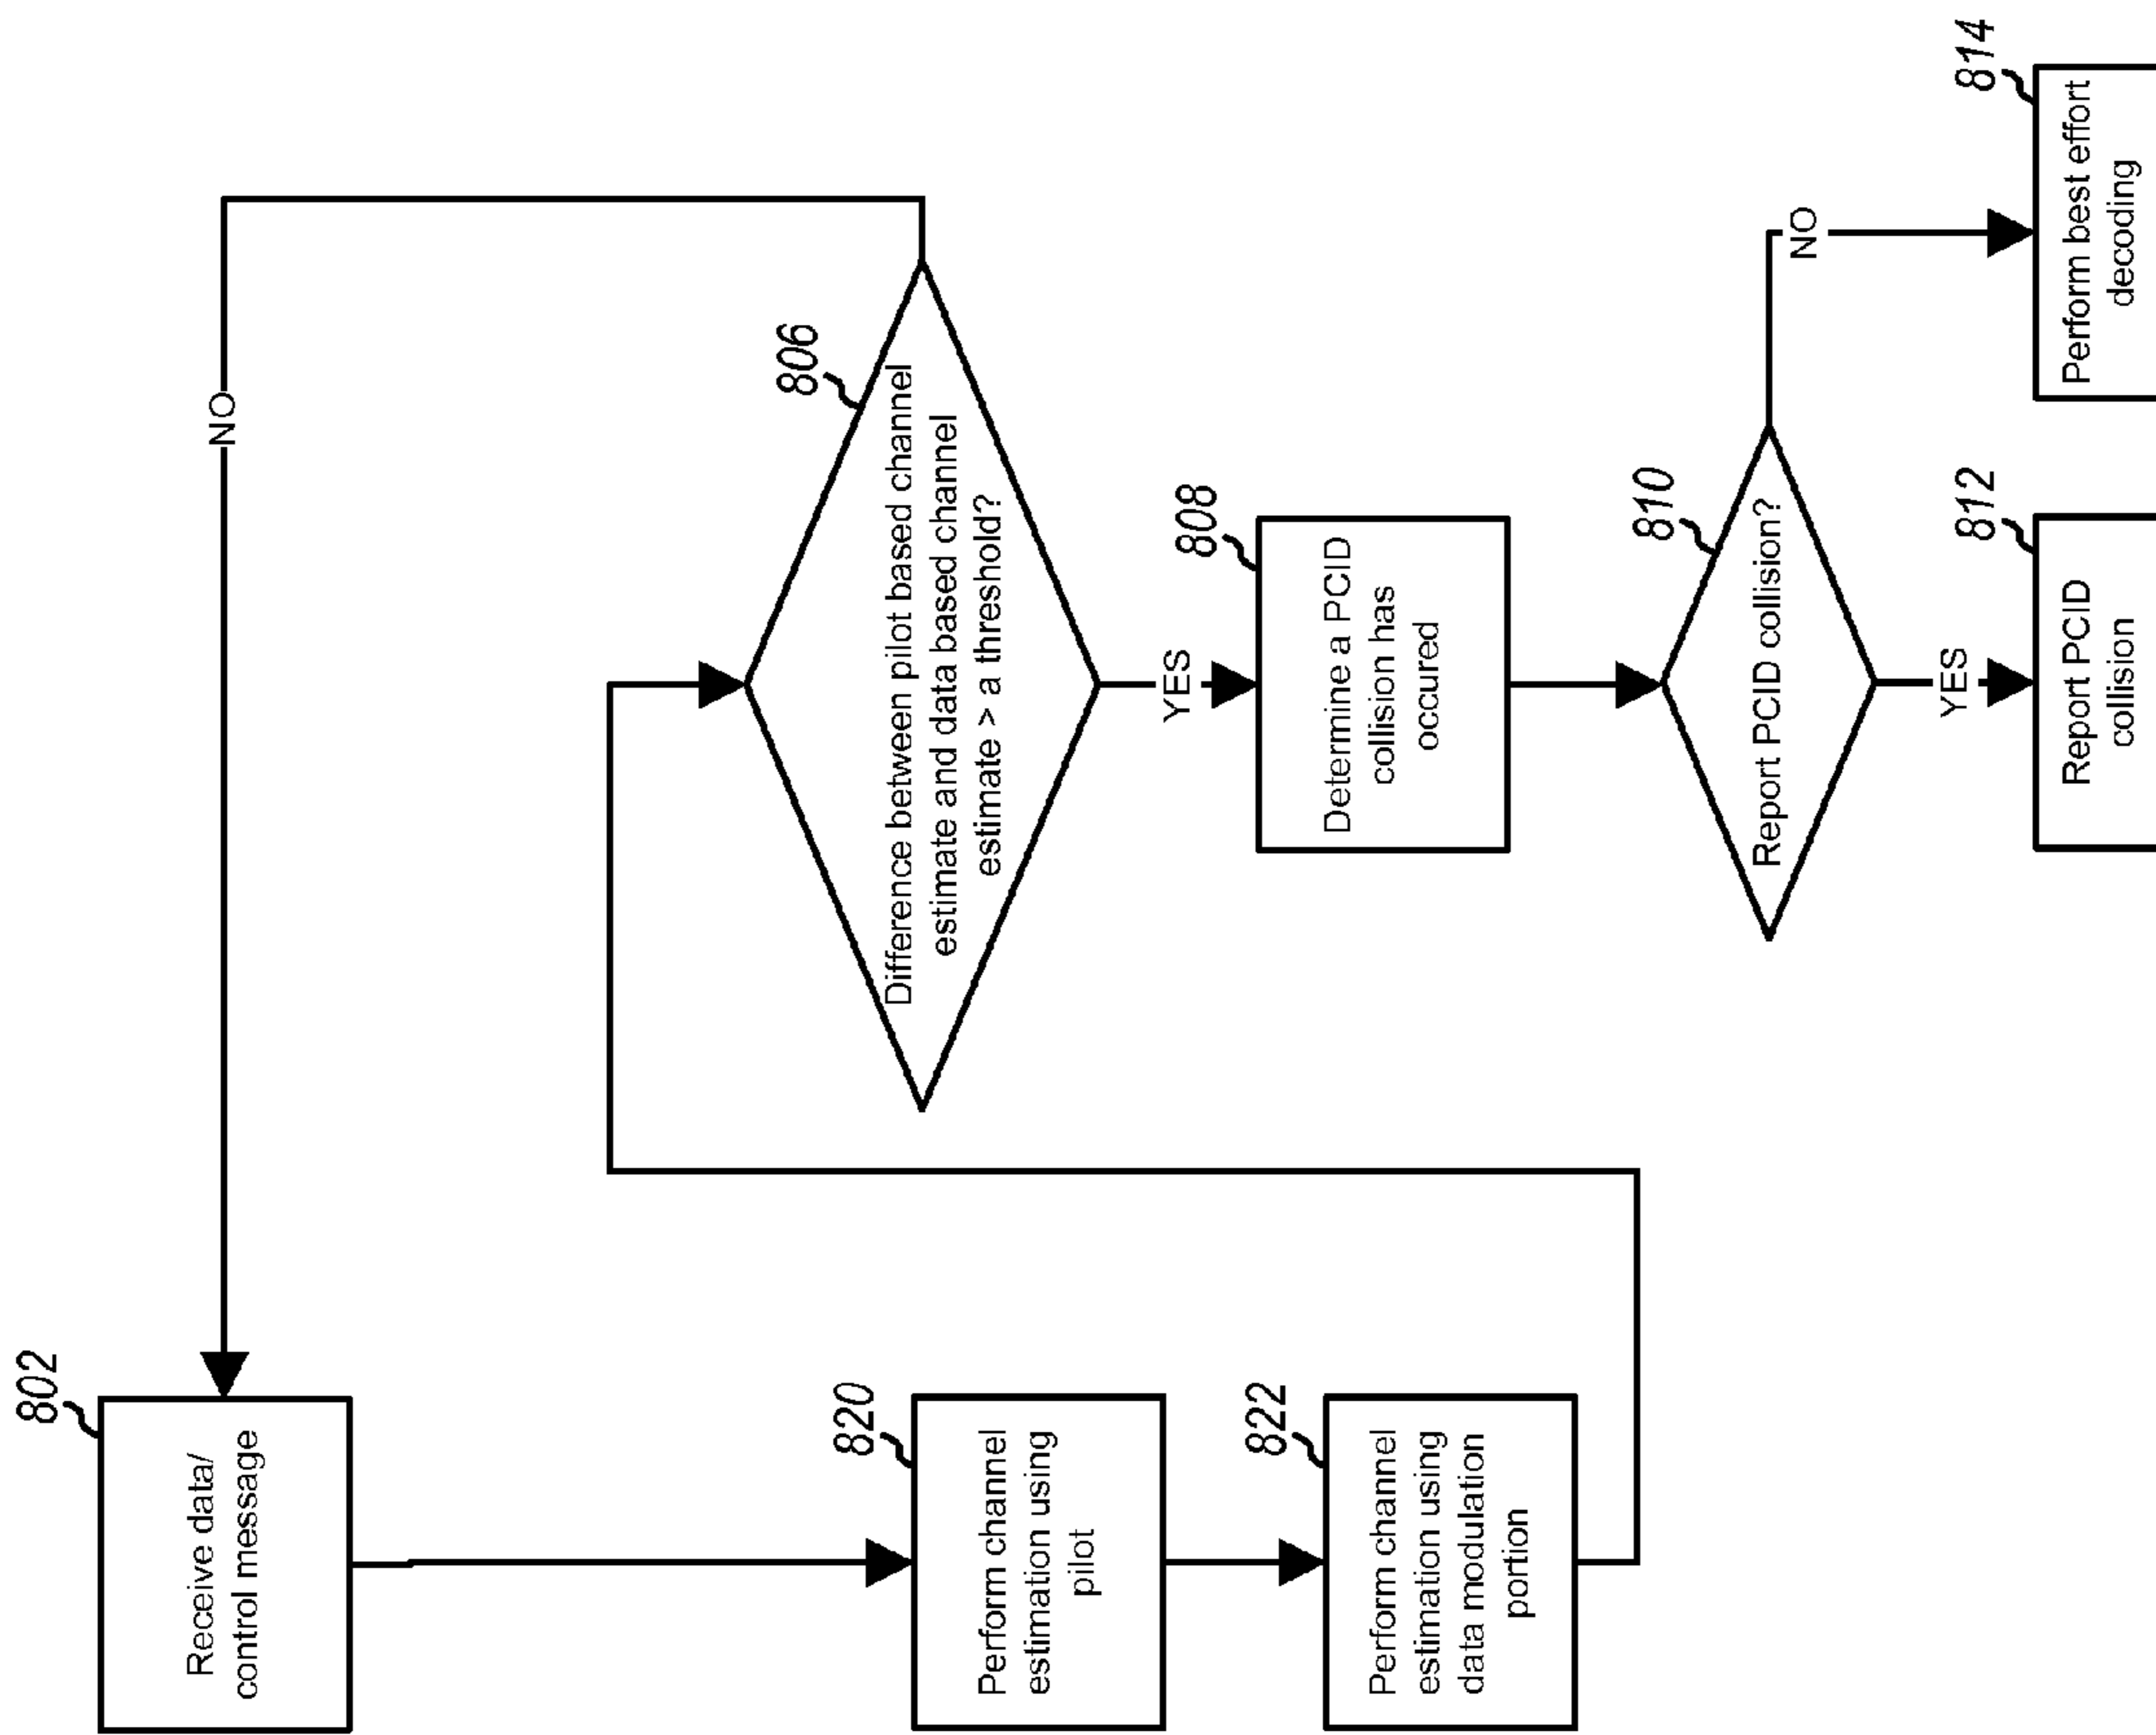 802
Receive data/
control message
820
Perform channel
estimation using
pilot
822
Perform channel
estimation using
data modulation
portion
NO
806
Difference between pilot based channel
estimate and data based channel
estimate > a threshold?
YES
808
Determine a PCID
collision has
occured
810
Report PCID collision?
YES
812
Report PCID
collision
NO
814
Perform best effort
decoding